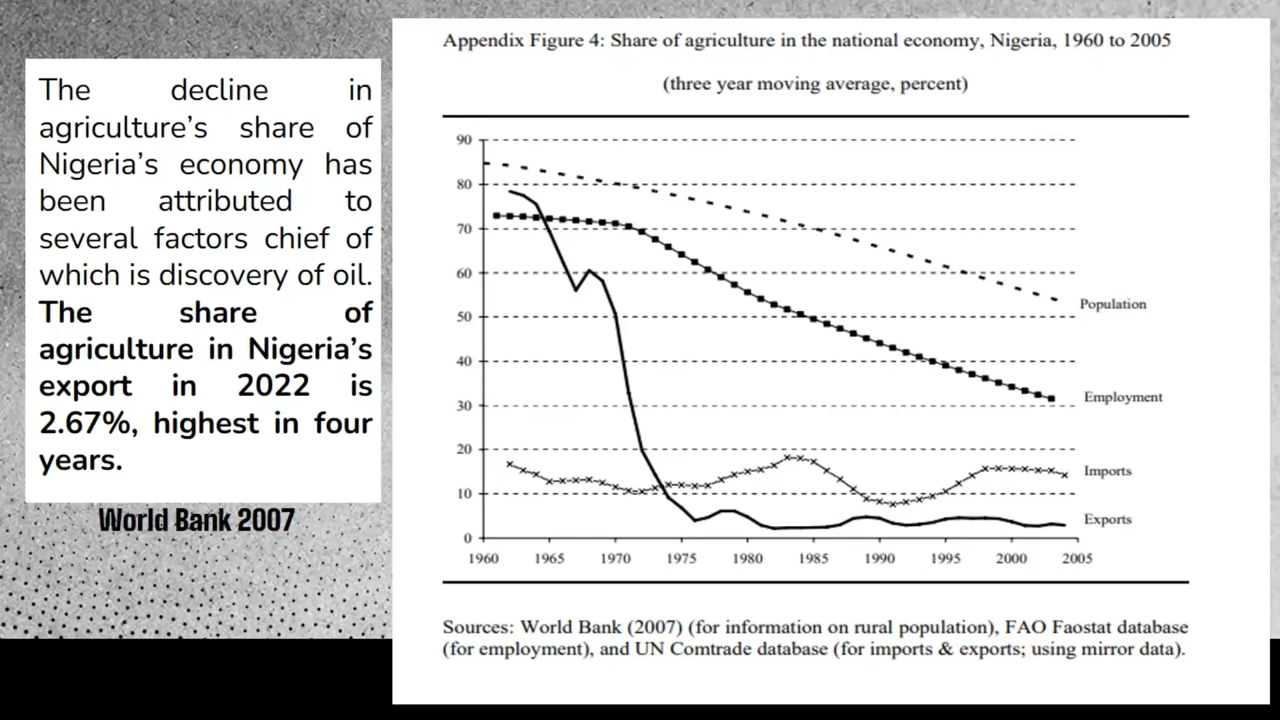 The decline in
agriculture's share of
Nigeria's economy has
been attributed to
several factors chief of
which is discovery of oil.
The share of
agriculture in Nigeria's
export in 2022 is
2.67%, highest in four
years.
World Bank 2007
Appendix Figure 4: Share of agriculture in the national economy, Nigeria, 1960 to 2005
(three year moving average, percent)
90
80
70
60
50
40
30
20
10
0
Population
Employment
Imports
Exports
1960 1965 1970 1975 1980 1985 1990 1995 2000 2005
Sources: World Bank (2007) (for information on rural population), FAO Faostat database
(for employment), and UN Comtrade database (for imports & exports; using mirror data).